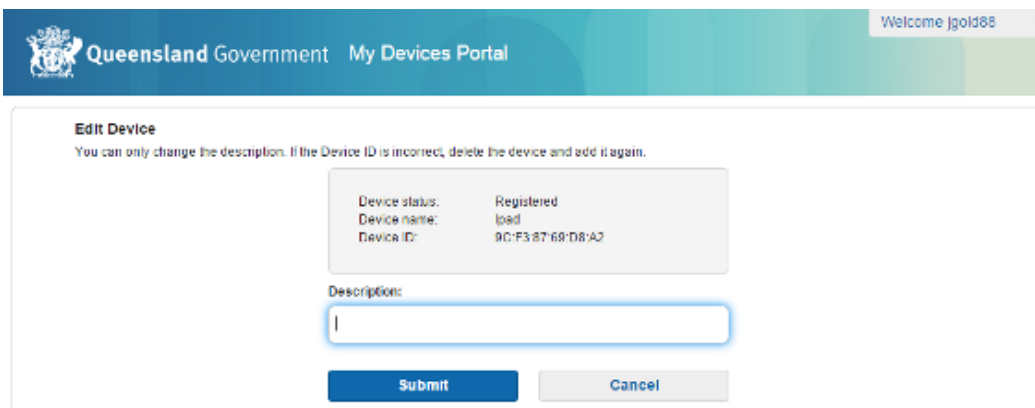 Welcome jgold88
Queensland Government My Devices Portal
Edit Device
You can only change the description. If the Device ID is incorrect, delete the device and add it again.
Device status: Registered
Device name: Ipad
Device ID: 9C:F3:87:69:D8:A2
Description:
Submit Cancel